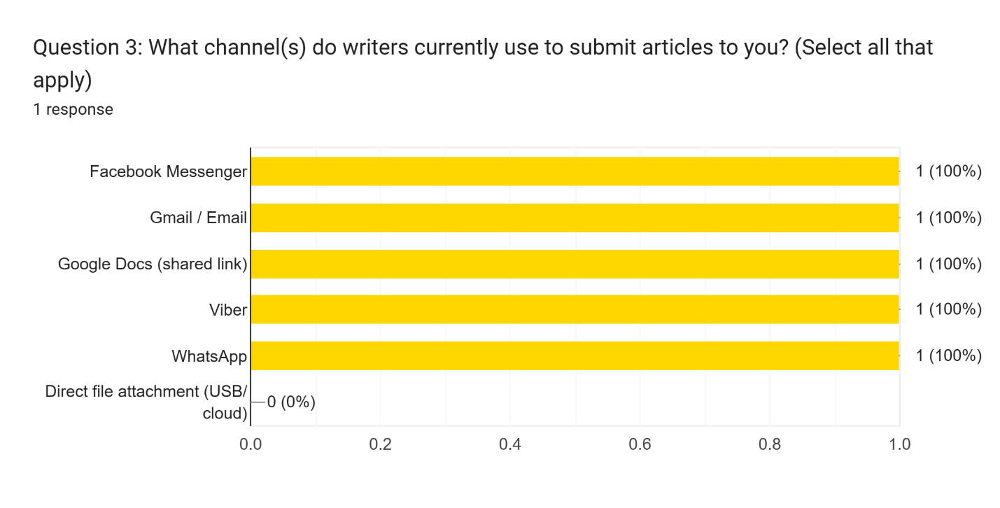 Question 3: What channel(s) do writers currently use to submit articles to you? (Select all that
apply)
1 response
Facebook Messenger 1 (100%)
Gmail / Email 1 (100%)
Google Docs (shared link) 1 (100%)
Viber 1 (100%)
WhatsApp 1 (100%)
Direct file attachment (USB/
cloud) 0 (0%)
0.0 0.2 0.4 0.6 0.8 1.0